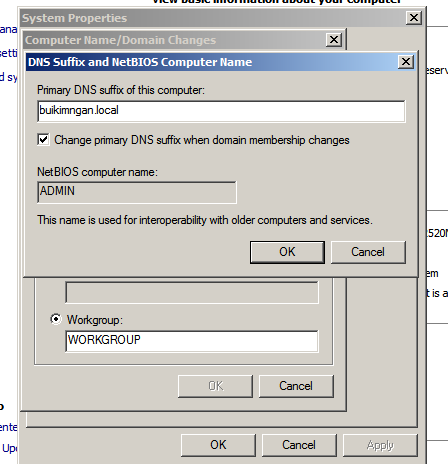 View basic information about your computer
System Properties
Computer Name/Domain Changes
DNS Suffix and NetBIOS Computer Name
Primary DNS suffix of this computer:
buikimngan.local
Change primary DNS suffix when domain membership changes
NetBIOS computer name:
ADMIN
This name is used for interoperability with older computers and services.
OK
Cancel
Workgroup:
WORKGROUP
OK
Cancel
OK
Cancel
Apply